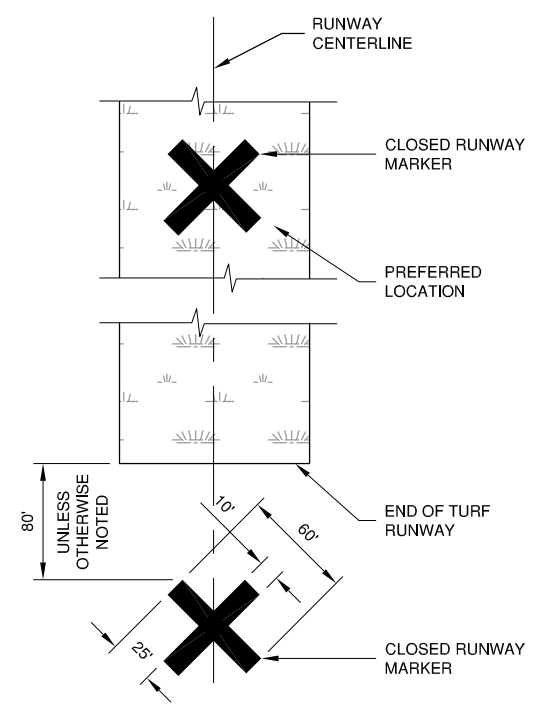 RUNWAY
CENTERLINE
CLOSED RUNWAY
MARKER
PREFERRED
LOCATION
80'
UNLESS
OTHERWISE
NOTED
10'
60'
END OF TURF
RUNWAY
25'
CLOSED RUNWAY
MARKER